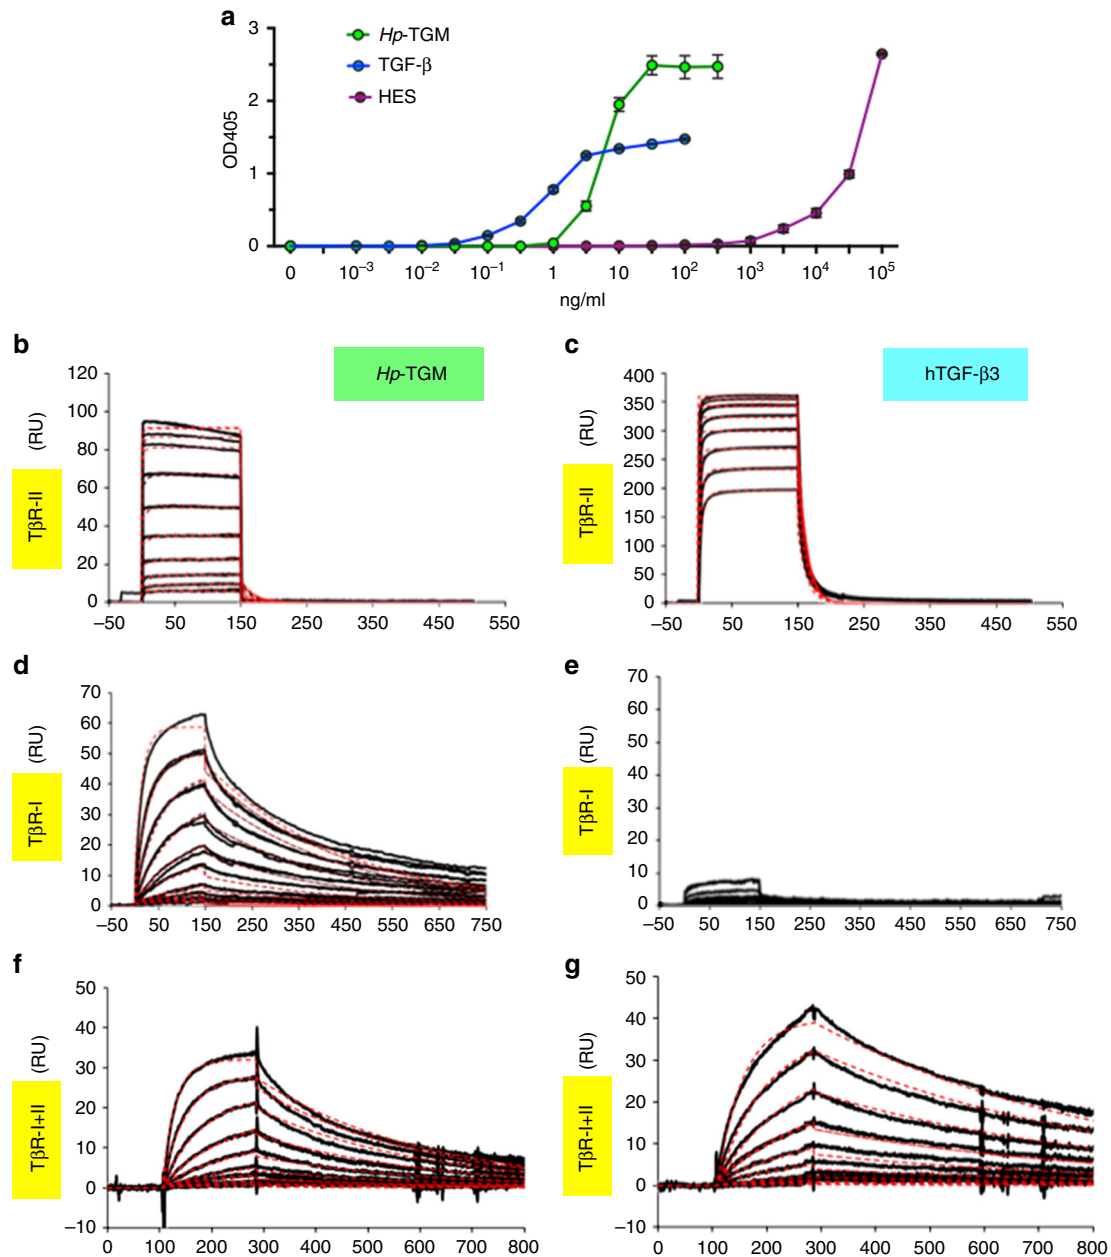 a
3
2
1
0
OD405
Hp-TGM
TGF-β
HES
0 10⁻³ 10⁻² 10⁻¹ 1 10 10² 10³ 10⁴ 10⁵
ng/ml
b
Hp-TGM
120
100
80
60
40
20
0
(RU)
TβR-II
−50 50 150 250 350 450 550
c
hTGF-β3
400
350
300
250
200
150
100
50
0
(RU)
TβR-II
−50 50 150 250 350 450 550
d
70
60
50
40
30
20
10
0
(RU)
TβR-I
−50 50 150 250 350 450 550 650 750
e
70
60
50
40
30
20
10
0
(RU)
TβR-I
−50 50 150 250 350 450 550 650 750
f
50
40
30
20
10
0
−10
(RU)
TβR-I+II
0 100 200 300 400 500 600 700 800
g
50
40
30
20
10
0
−10
(RU)
TβR-I+II
0 100 200 300 400 500 600 700 800